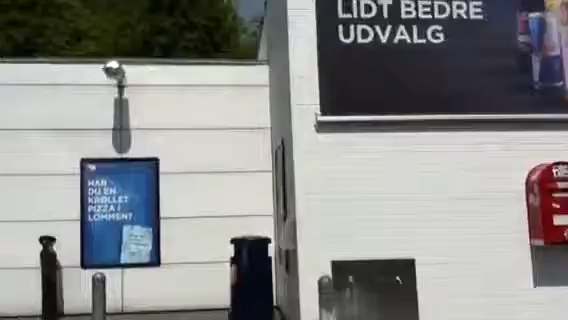 LIDT BEDRE
UDVALG
HAR
DU EN
KRØLLET
PIZZA I
LOMMEN?